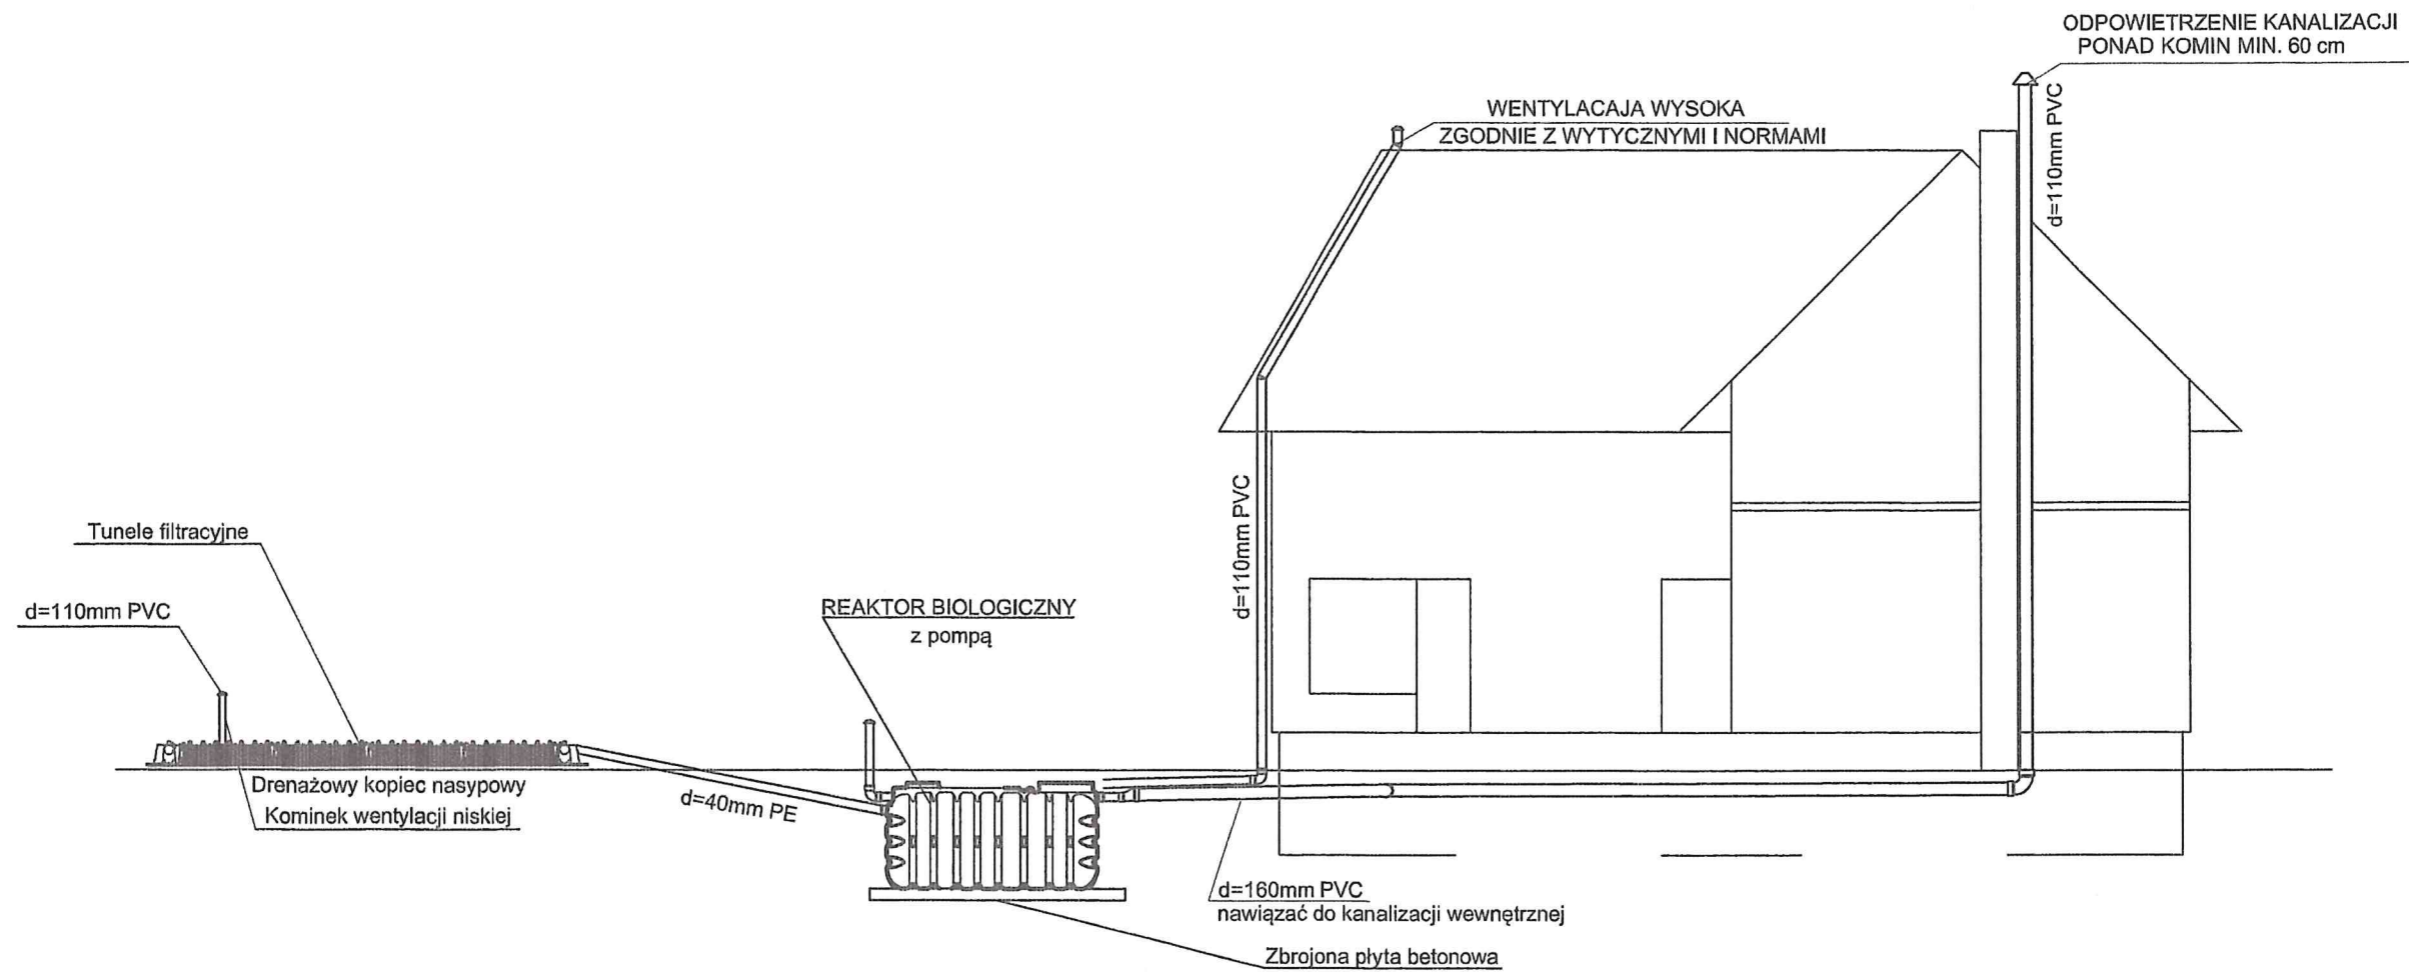 ODPOWIETRZENIE KANALIZACJI
PONAD KOMIN MIN. 60 cm
d=110mm PVC
WENTYLACAJA WYSOKA
ZGODNIE Z WYTYCZNYMI I NORMAMI
d=110mm PVC
Tunele filtracyjne
d=110mm PVC
REAKTOR BIOLOGICZNY
z pompą
Drenażowy kopiec nasypowy
Kominek wentylacji niskiej
d=40mm PE
d=160mm PVC
nawiązać do kanalizacji wewnętrznej
Zbrojona płyta betonowa